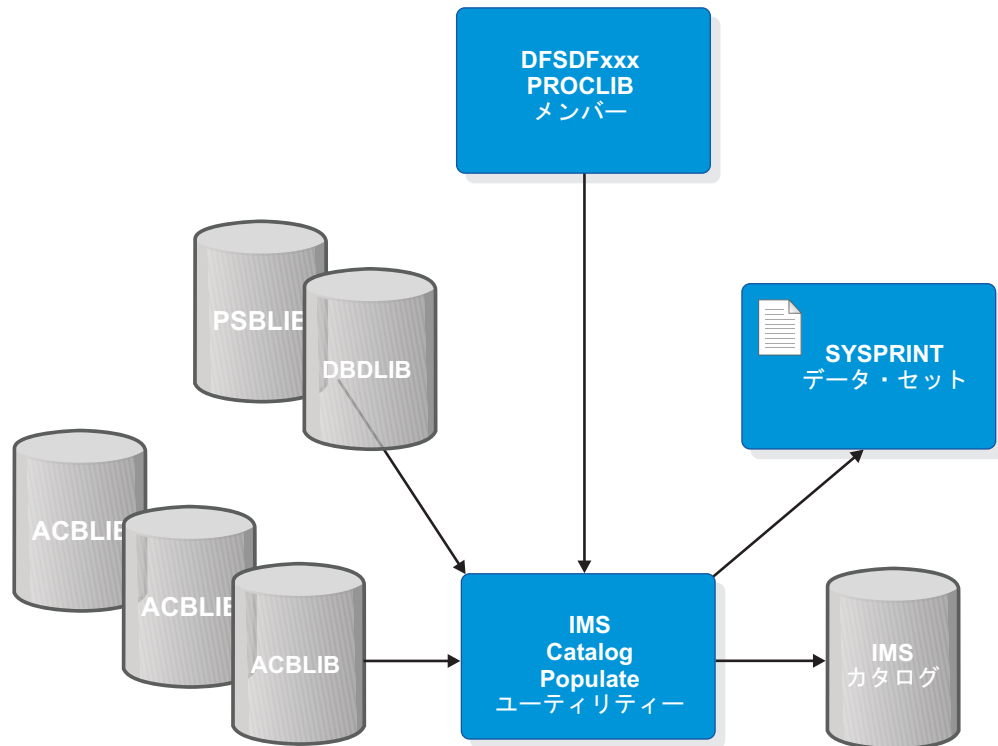 DFSDFxxx
PROCLIB
メンバー
PSBLIB
DBDLIB
SYSPRINT
データ・セット
ACBLIB
ACBLIB
ACBLIB
IMS
Catalog
Populate
ユーティリティー
IMS
カタログ